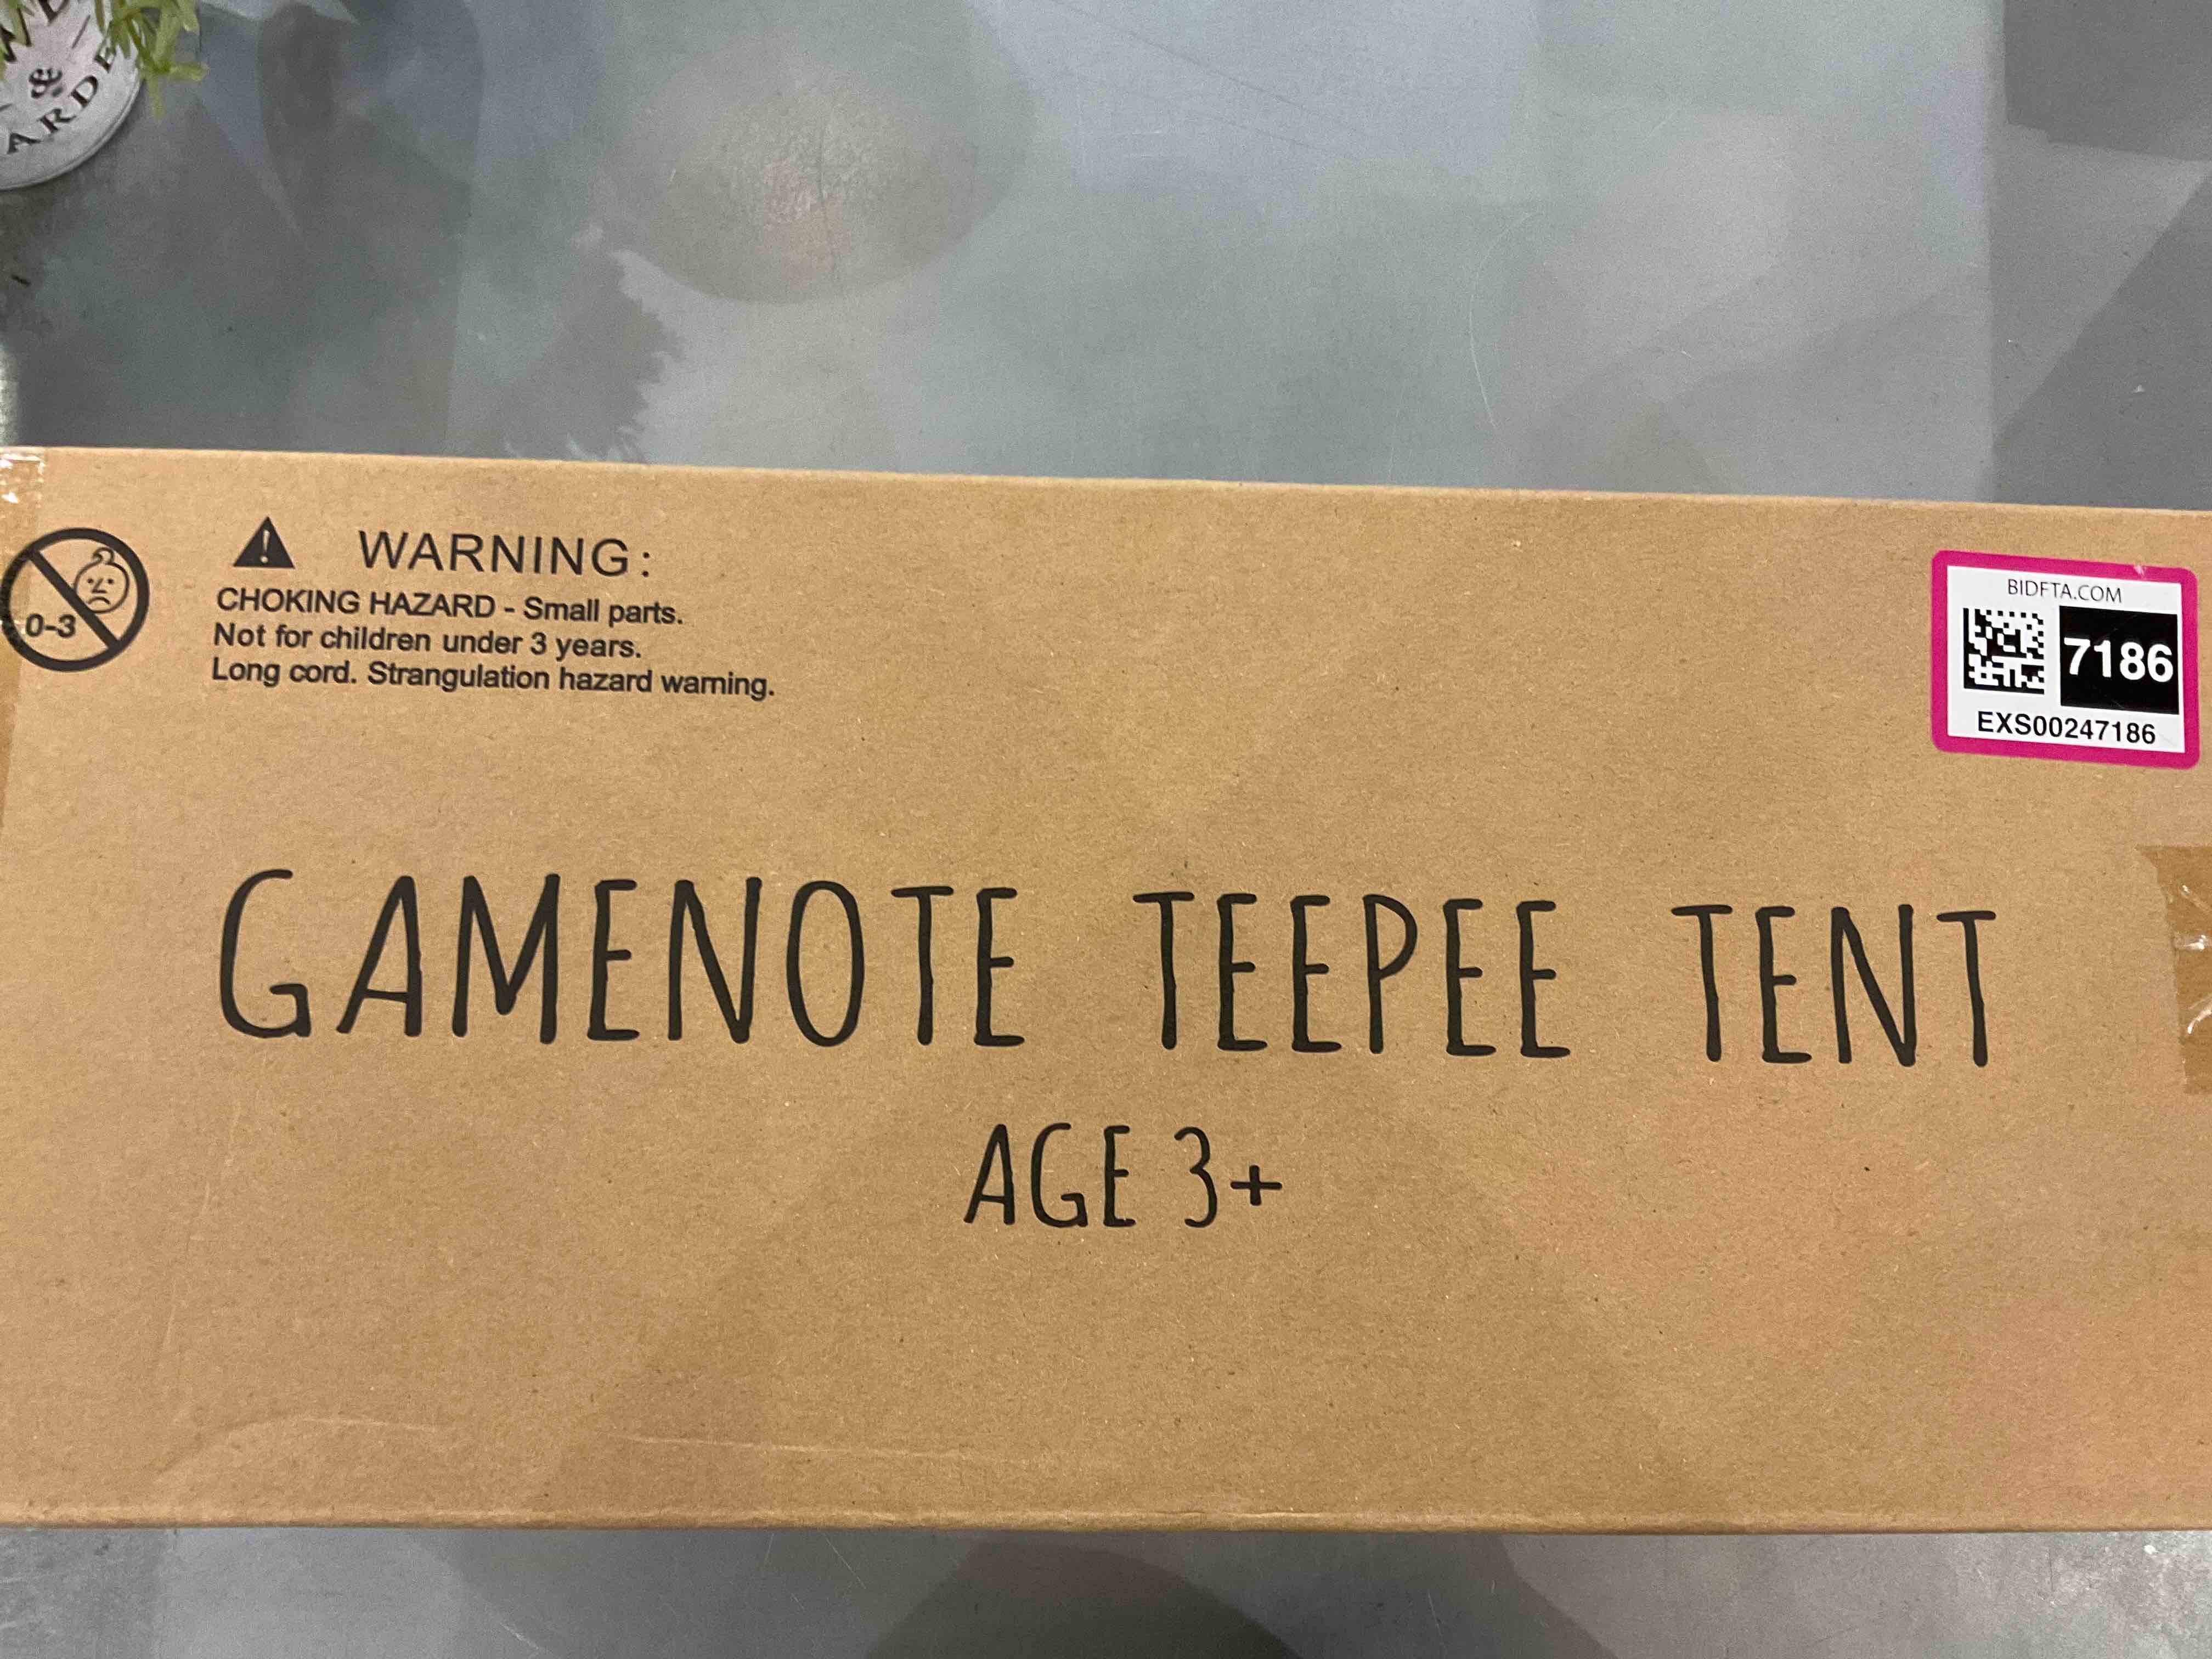 &
0-3
WARNING:
CHOKING HAZARD - Small parts.
Not for children under 3 years.
Long cord. Strangulation hazard warning.
BIDFTA.COM
7186
EXS00247186
GAMENOTE TEEPEE TENT
AGE 3+